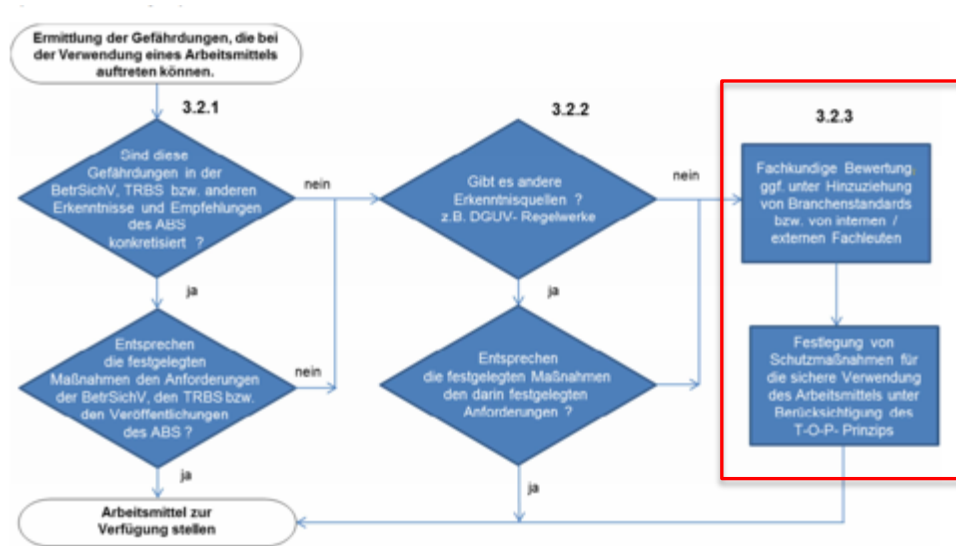 Ermittlung der Gefährdungen, die bei
der Verwendung eines Arbeitsmittels
auftreten können.
3.2.1
Sind diese
Gefährdungen in der
BetrSichV, TRBS bzw. anderen
Erkenntnisse und Empfehlungen
des ABS
konkretisiert ?
nein
ja
Entsprechen
die festgelegten
Maßnahmen den Anforderungen
der BetrSichV, den TRBS bzw.
den Veröffentlichungen
des ABS ?
nein
ja
Arbeitsmittel zur
Verfügung stellen
3.2.2
Gibt es andere
Erkenntnisquellen ?
z.B. DGUV- Regelwerke
nein
ja
Entsprechen
die festgelegten Maßnahmen
den darin festgelegten
Anforderungen ?
ja
3.2.3
Fachkundige Bewertung,
ggf. unter Hinzuziehung
von Branchenstandards
bzw. von internen /
externen Fachleuten
Festlegung von
Schutzmaßnahmen für
die sichere Verwendung
des Arbeitsmittels unter
Berücksichtigung des
T-O-P- Prinzips